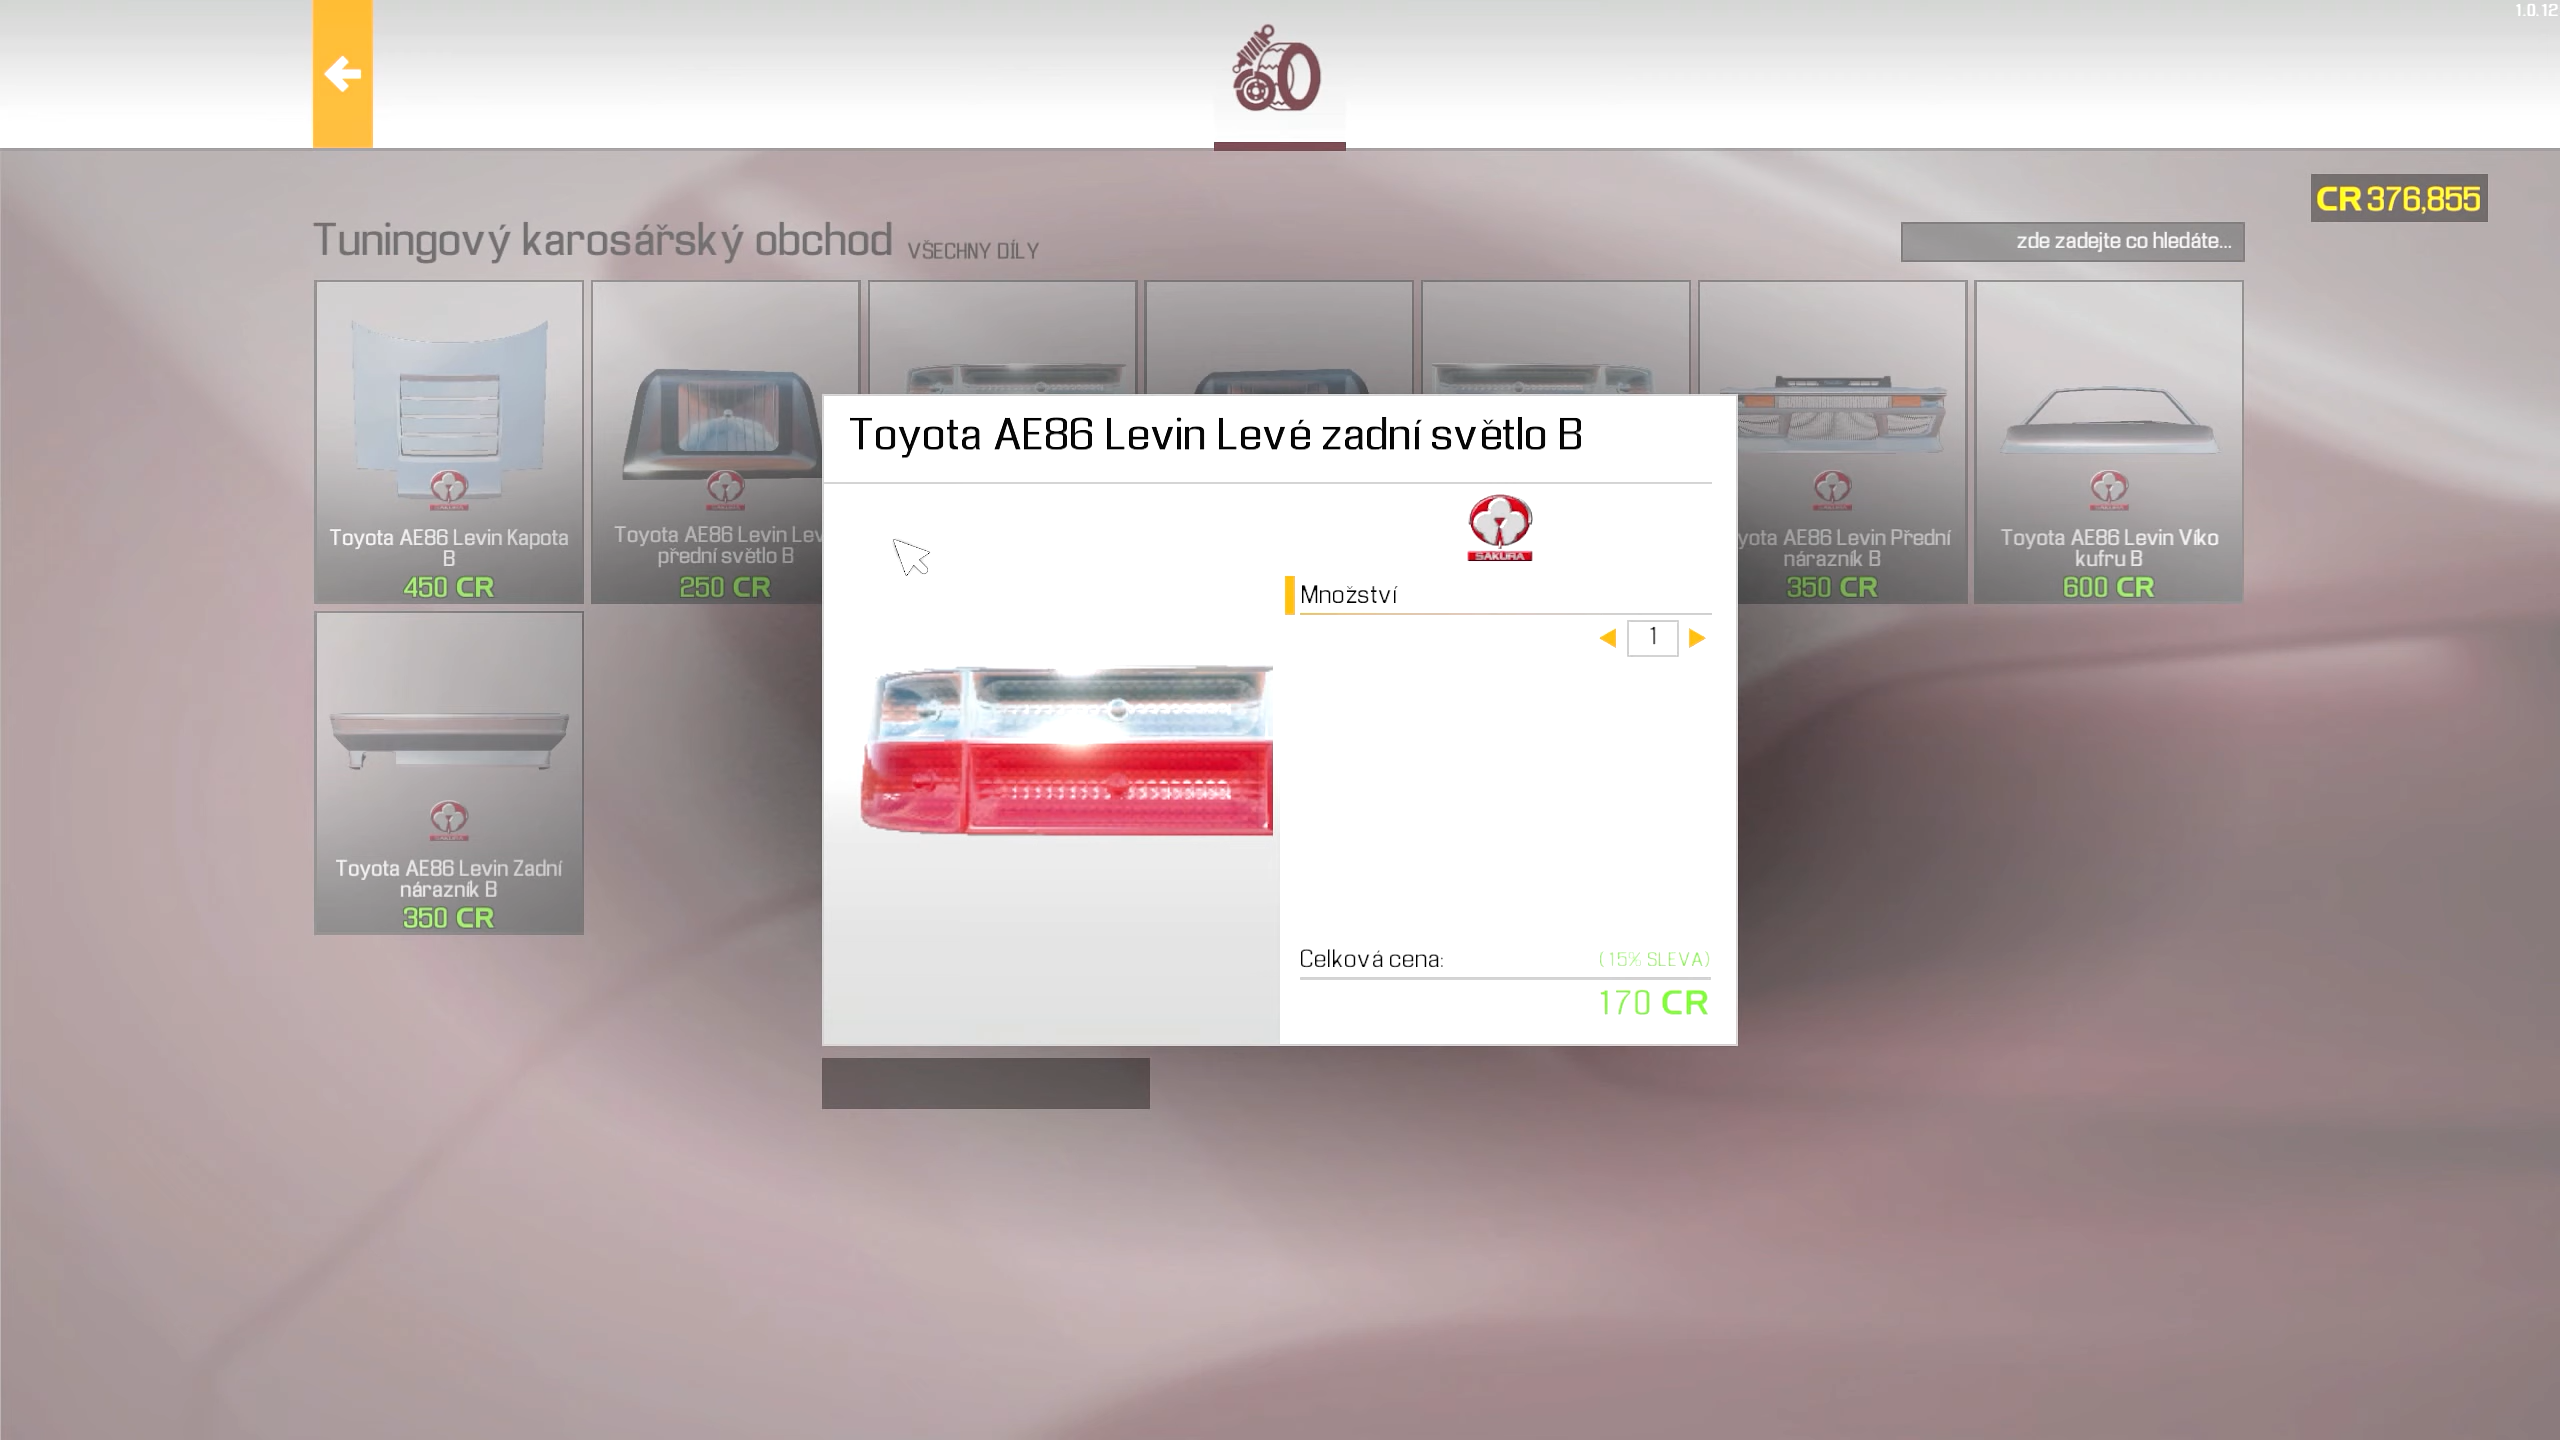 1.0.12
CR 376,855
Tuningový karosářský obchod VŠECHNY DÍLY
zde zadejte co hledáte...
Toyota AE86 Levin Kapota
B
450 CR
Toyota AE86 Levin Lev
přední světlo B
250 CR
yota AE86 Levin Přední
nárazník B
350 CR
Toyota AE86 Levin Víko
kufru B
600 CR
Toyota AE86 Levin Zadní
nárazník B
350 CR
Toyota AE86 Levin Levé zadní světlo B
SAKURA
Množství
1
Celková cena: (15% SLEVA)
170 CR